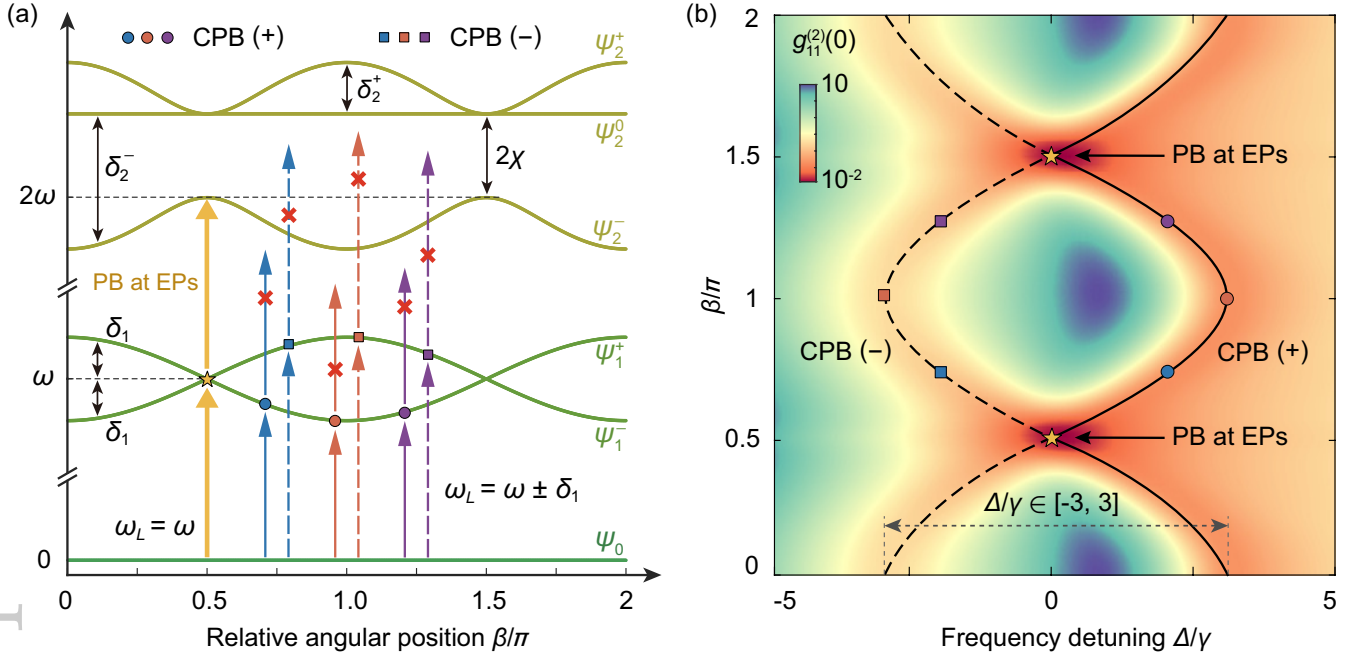 (a)
CPB (+)
CPB (−)
ψ₂⁺
δ₂⁺
ψ₂⁰
δ₂⁻
2χ
2ω
ψ₂⁻
PB at EPs
δ₁
ψ₁⁺
ω
δ₁
ψ₁⁻
ω_L = ω
ω_L = ω ± δ₁
0
ψ₀
0 0.5 1.0 1.5 2
Relative angular position β/π
(b)
g₁₁⁽²⁾(0)
10
10⁻²
PB at EPs
CPB (−)
CPB (+)
PB at EPs
Δ/γ ∈ [-3, 3]
2
1.5
1
0.5
0
β/π
-5 0 5
Frequency detuning Δ/γ